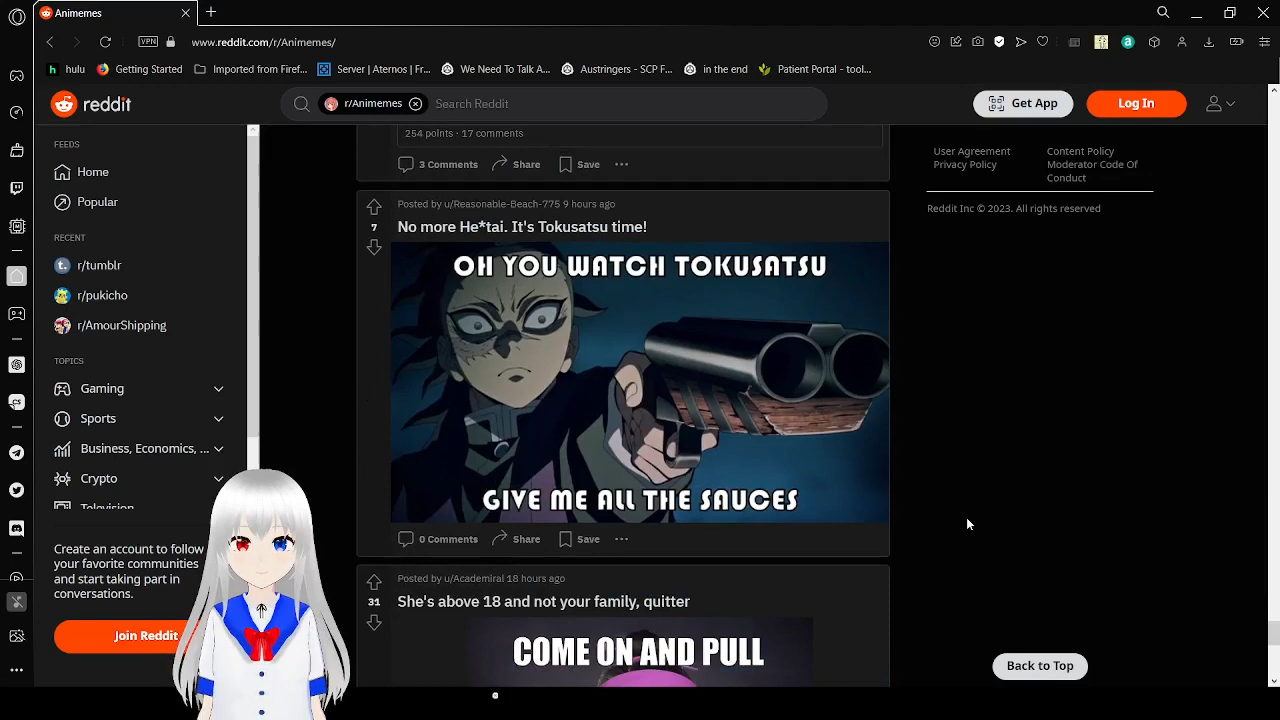 Animemes
VPN
www.reddit.com/r/Animemes/
hulu
Getting Started
Imported from Firef...
Server | Aternos | Fr...
We Need To Talk A...
Austringers - SCP F...
in the end
Patient Portal - tool...
reddit
r/Animemes
Search Reddit
Get App
Log In
FEEDS
Home
Popular
RECENT
r/tumblr
r/pukicho
r/AmourShipping
TOPICS
Gaming
Sports
Business, Economics, ...
Crypto
Television
Create an account to follow
your favorite communities
and start taking part in
conversations.
Join Reddit
254 points · 17 comments
3 Comments
Share
Save
Posted by u/Reasonable-Beach-775 9 hours ago
7
No more He*tai. It's Tokusatsu time!
OH YOU WATCH TOKUSATSU
GIVE ME ALL THE SAUCES
0 Comments
Share
Save
Posted by u/Academiral 18 hours ago
31
She's above 18 and not your family, quitter
COME ON AND PULL
User Agreement
Privacy Policy
Content Policy
Moderator Code Of
Conduct
Reddit Inc © 2023. All rights reserved
Back to Top